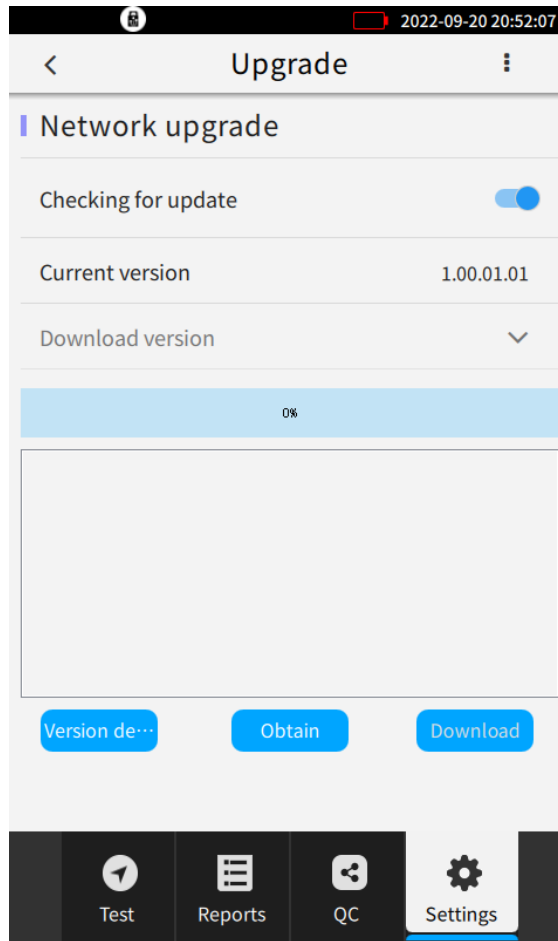 2022-09-20 20:52:07
Upgrade
Network upgrade
Checking for update
Current version 1.00.01.01
Download version
0%
Version de···
Obtain
Download
Test
Reports
QC
Settings